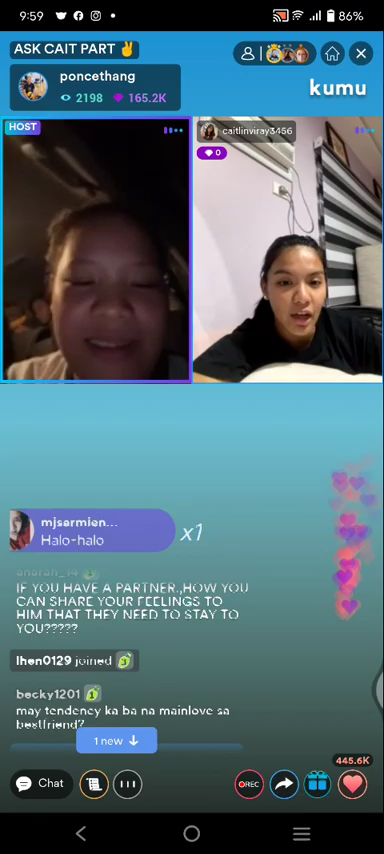 9:59
86%
ASK CAIT PART ✌
poncethang
2198 165.2K
kumu
HOST
caitlinviray3456
0
mjsarmien...
Halo-halo
x1
IF YOU HAVE A PARTNER.,HOW YOU
CAN SHARE YOUR FEELINGS TO
HIM THAT THEY NEED TO STAY TO
YOU?????
lhen0129 joined
becky1201
may tendency ka ba na mainlove sa
bestfriend?
1 new ↓
445.6K
Chat
REC